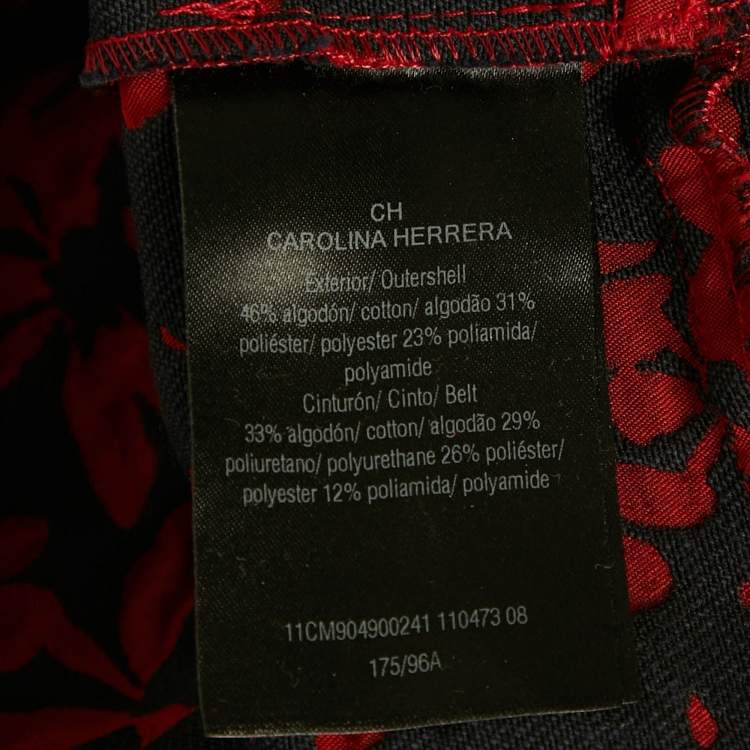 CH
CAROLINA HERRERA
Exterior/ Outershell
46% algodón/ cotton/ algodão 31%
poliéster/ polyester 23% poliamida/
polyamide
Cinturón/ Cinto/ Belt
33% algodón/ cotton/ algodão 29%
poliuretano/ polyurethane 26% poliéster/
polyester 12% poliamida/ polyamide
11CM904900241 110473 08
175/96A